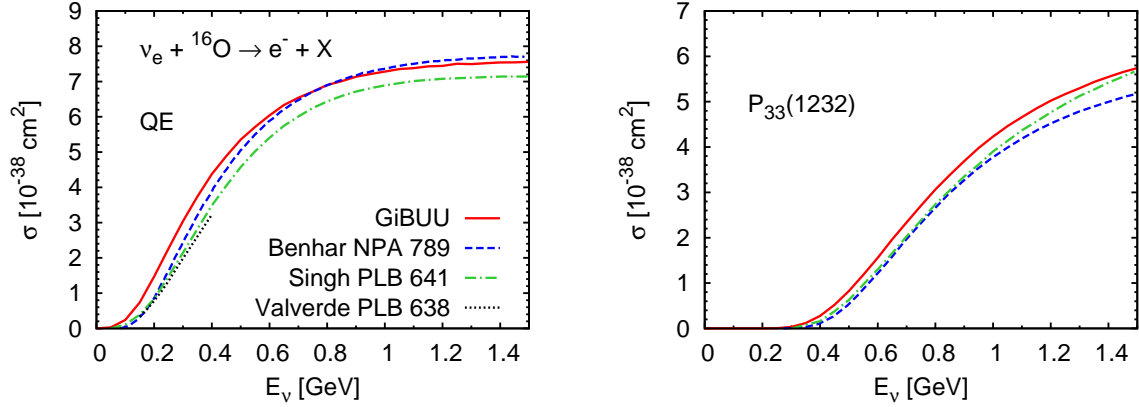 ν_e + ^16O → e^- + X
QE
σ [10^-38 cm^2]
9
8
7
6
5
4
3
2
1
0
GiBUU
Benhar NPA 789
Singh PLB 641
Valverde PLB 638
0 0.2 0.4 0.6 0.8 1 1.2 1.4
E_ν [GeV]
P_33(1232)
σ [10^-38 cm^2]
7
6
5
4
3
2
1
0
0 0.2 0.4 0.6 0.8 1 1.2 1.4
E_ν [GeV]